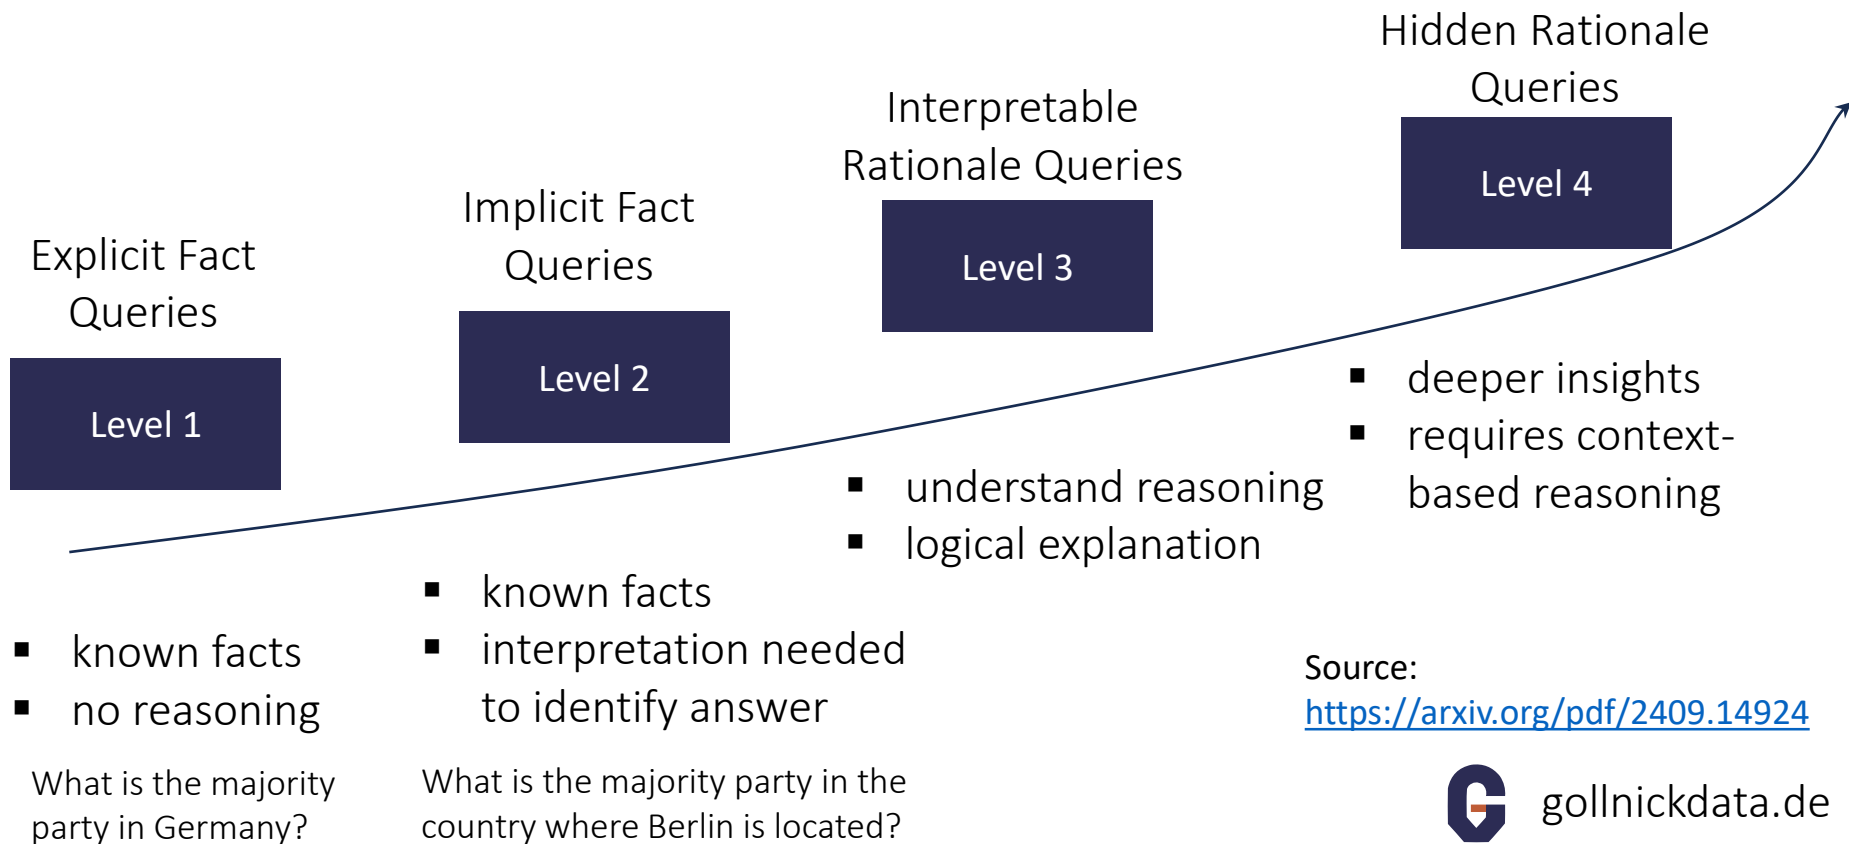 Explicit Fact
Queries
Level 1
▪ known facts
▪ no reasoning
What is the majority
party in Germany?
Implicit Fact
Queries
Level 2
▪ known facts
▪ interpretation needed
to identify answer
What is the majority party in the
country where Berlin is located?
Interpretable
Rationale Queries
Level 3
▪ understand reasoning
▪ logical explanation
Hidden Rationale
Queries
Level 4
▪ deeper insights
▪ requires context-
based reasoning
Source:
https://arxiv.org/pdf/2409.14924
gollnickdata.de